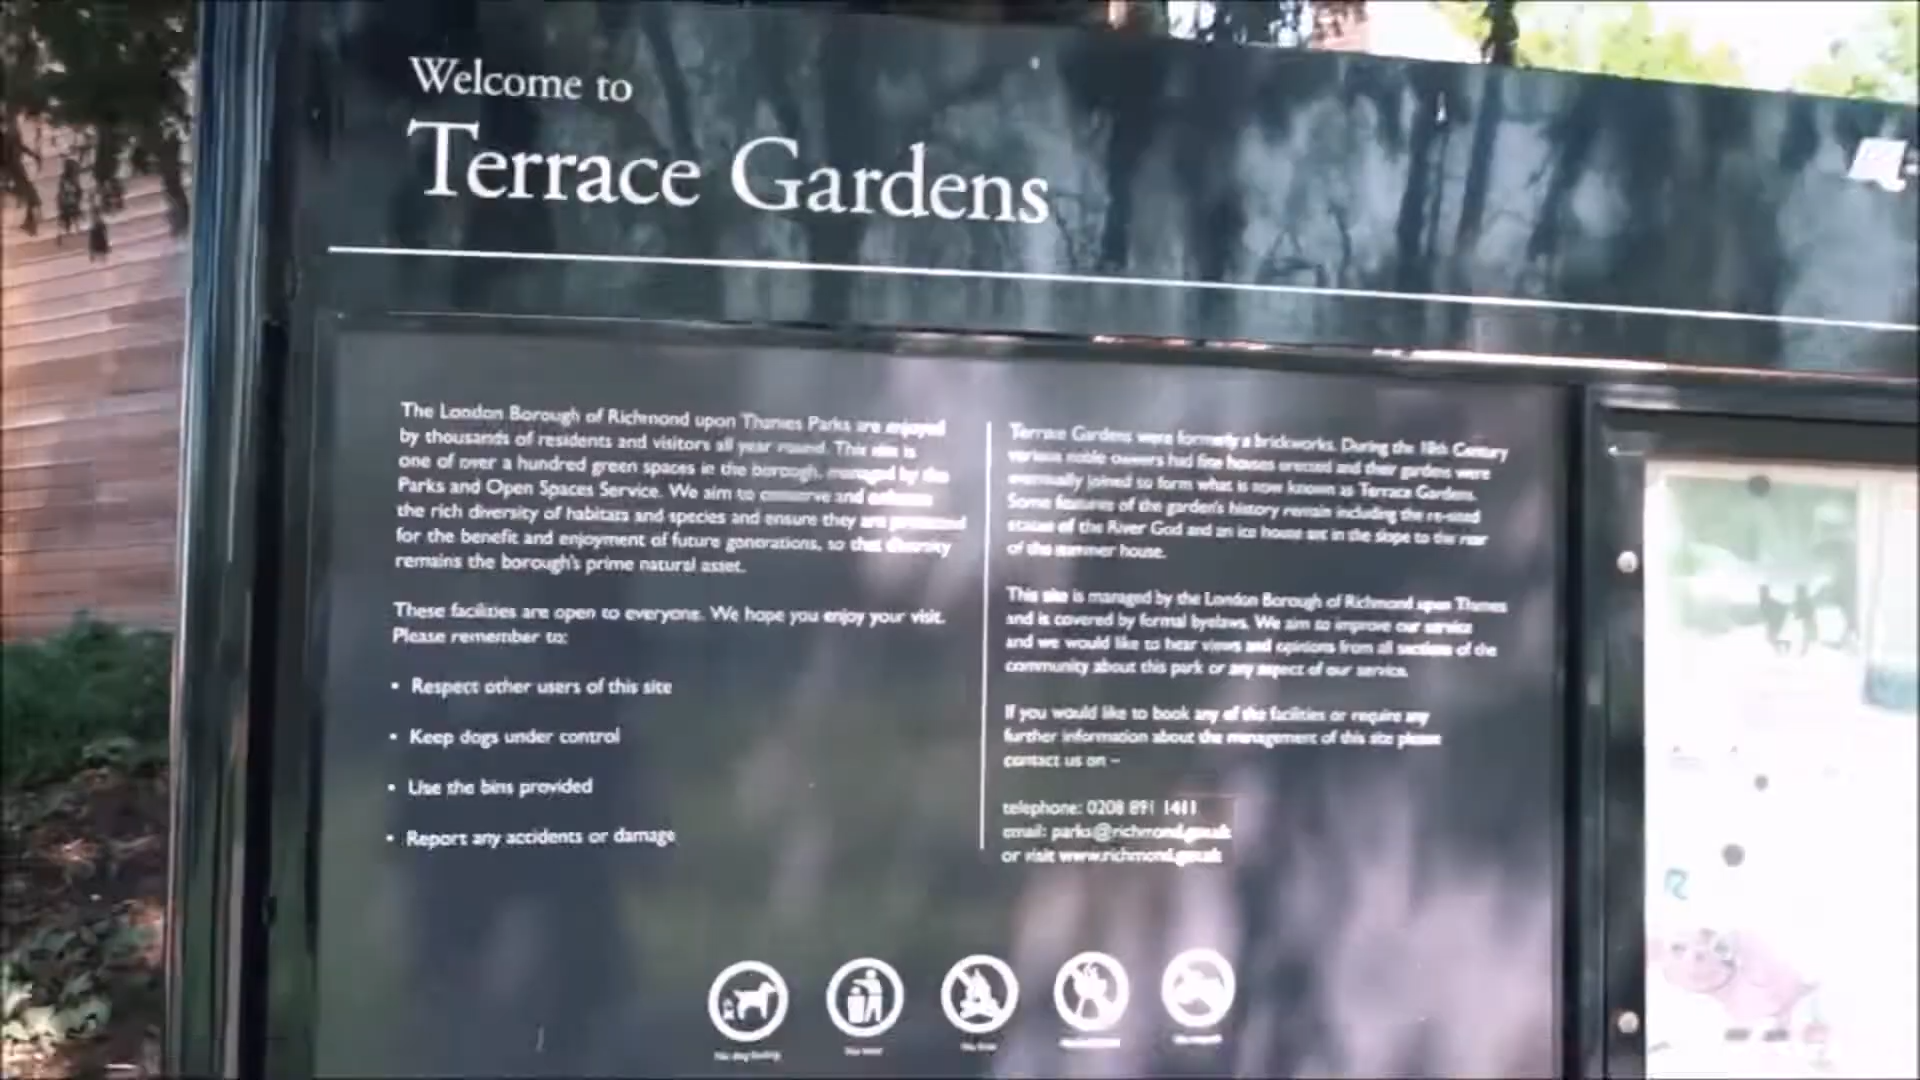 Welcome to
Terrace Gardens
The London Borough of Richmond upon Thames Parks are enjoyed
by thousands of residents and visitors all year round. This site is
one of over a hundred green spaces in the borough, managed by the
Parks and Open Spaces Service. We aim to conserve and enhance
the rich diversity of habitats and species and ensure they are protected
for the benefit and enjoyment of future generations, so that diversity
remains the borough's prime natural asset.
These facilities are open to everyone. We hope you enjoy your visit.
Please remember to:
• Respect other users of this site
• Keep dogs under control
• Use the bins provided
• Report any accidents or damage
Terrace Gardens were formerly a brickworks. During the 18th Century
various noble owners had fine houses erected and their gardens were
eventually joined to form what is now known as Terrace Gardens.
Some features of the garden's history remain including the re-sited
statue of the River God and an ice house set in the slope to the rear
of the summer house.
This site is managed by the London Borough of Richmond upon Thames
and is covered by formal byelaws. We aim to improve our service
and we would like to hear views and opinions from all sections of the
community about this park or any aspect of our service.
If you would like to book any of the facilities or require any
further information about the management of this site please
contact us on –
telephone: 0208 891 1411
email: parks@richmond.gov.uk
or visit www.richmond.gov.uk